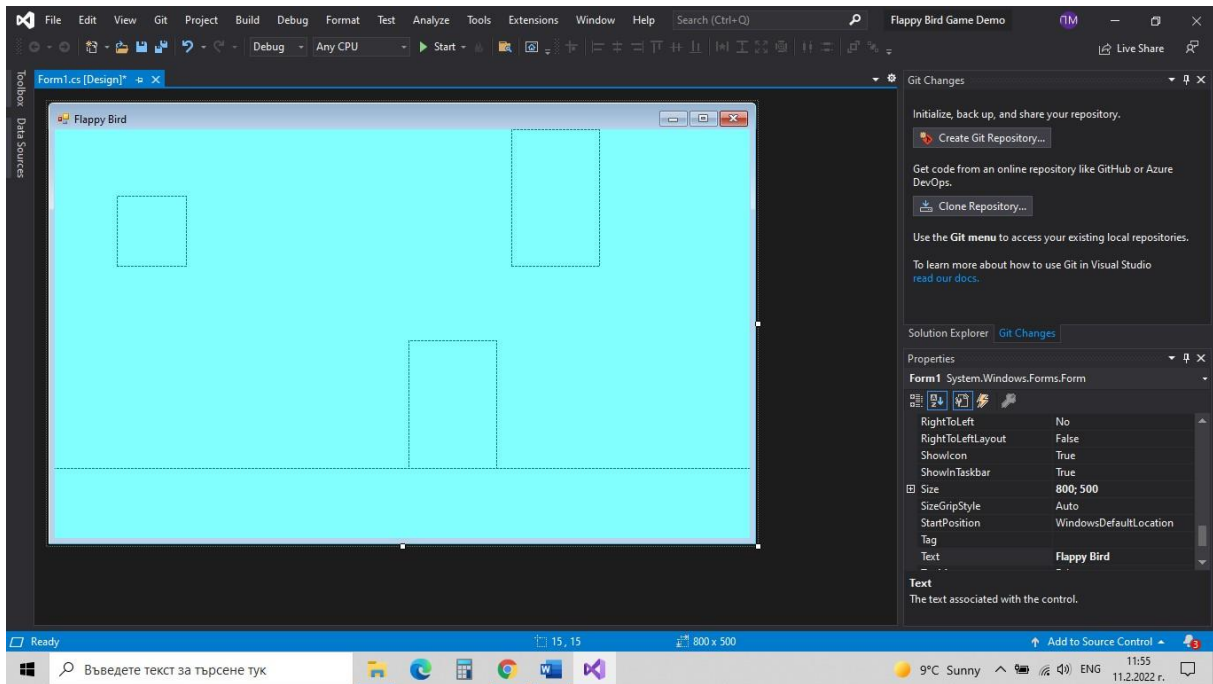 File Edit View Git Project Build Debug Format Test Analyze Tools Extensions Window Help Search (Ctrl+Q) Flappy Bird Game Demo ПМ
Debug Any CPU Start Live Share
Toolbox
Data Sources
Form1.cs [Design]*
Flappy Bird
Git Changes
Initialize, back up, and share your repository.
Create Git Repository...
Get code from an online repository like GitHub or Azure
DevOps.
Clone Repository...
Use the Git menu to access your existing local repositories.
To learn more about how to use Git in Visual Studio
read our docs.
Solution Explorer Git Changes
Properties
Form1 System.Windows.Forms.Form
RightToLeft No
RightToLeftLayout False
ShowIcon True
ShowInTaskbar True
Size 800; 500
SizeGripStyle Auto
StartPosition WindowsDefaultLocation
Tag
Text Flappy Bird
Text
The text associated with the control.
Ready 15, 15 800 x 500 Add to Source Control 3
Въведете текст за търсене тук 9°C Sunny ENG 11:55
11.2.2022 г.